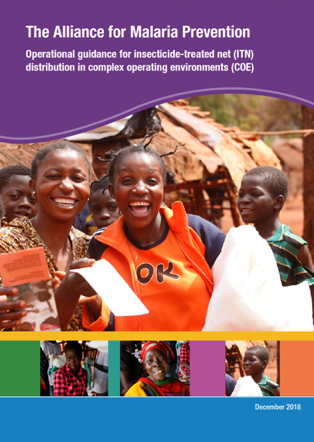 The Alliance for Malaria Prevention
Operational guidance for insecticide-treated net (ITN)
distribution in complex operating environments (COE)
OK
December 2018